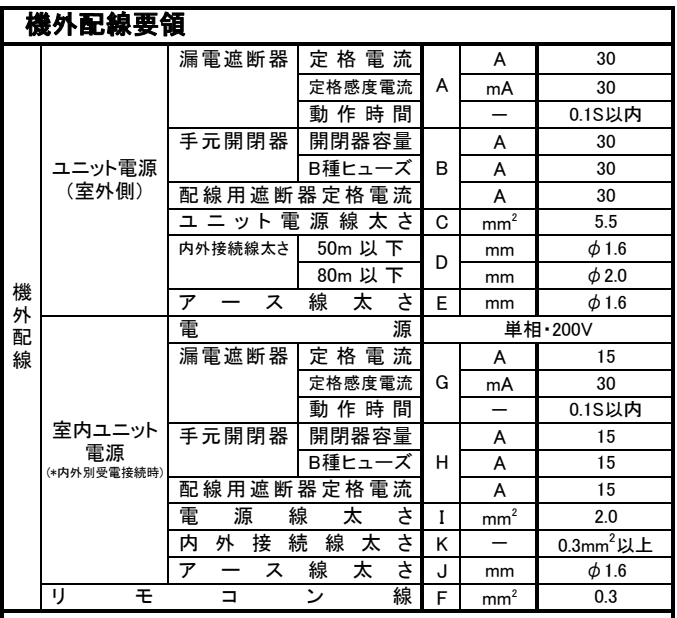 機外配線要領
機外配線
ユニット電源
（室外側）
漏電遮断器 定格電流 A A 30
定格感度電流 mA 30
動作時間 － 0.1S以内
手元開閉器 開閉器容量 B A 30
B種ヒューズ A 30
配線用遮断器定格電流 A 30
ユニット電源線太さ C mm² 5.5
内外接続線太さ 50m以下 D mm φ1.6
80m以下 mm φ2.0
アース線太さ E mm φ1.6
室内ユニット
電源
(*内外別受電接続時)
電源 単相・200V
漏電遮断器 定格電流 G A 15
定格感度電流 mA 30
動作時間 － 0.1S以内
手元開閉器 開閉器容量 H A 15
B種ヒューズ A 15
配線用遮断器定格電流 A 15
電源線太さ I mm² 2.0
内外接続線太さ K － 0.3mm²以上
アース線太さ J mm φ1.6
リモコン線 F mm² 0.3